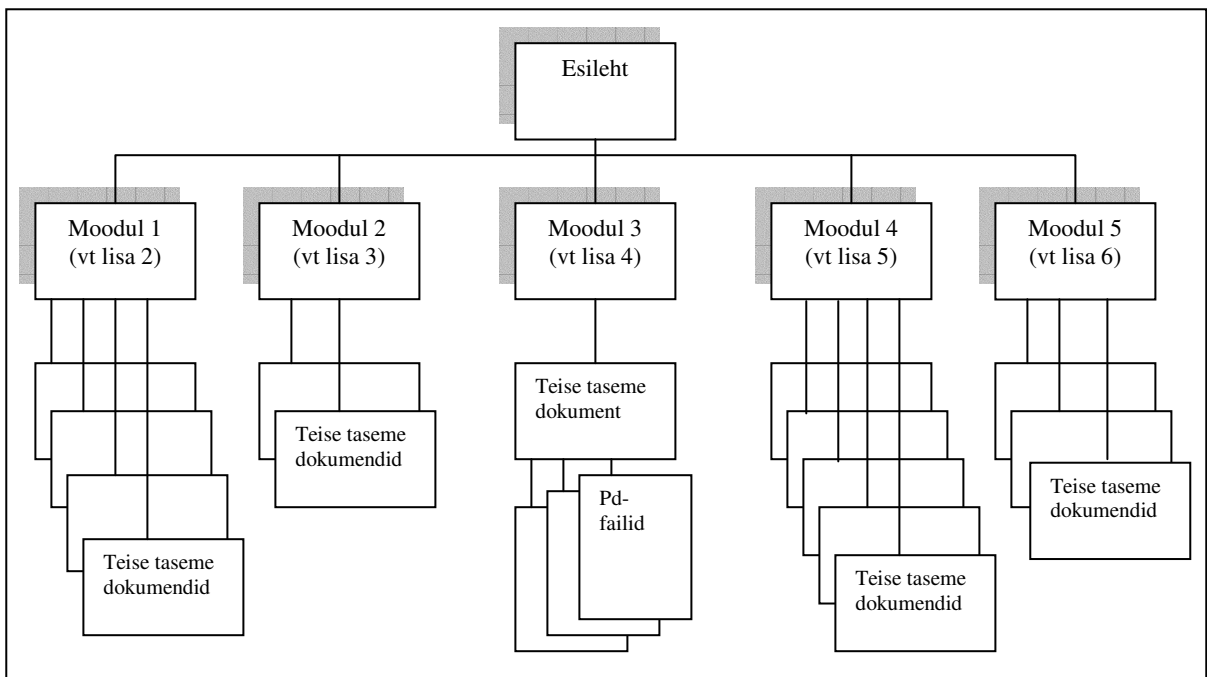 Esileht
Moodul 1
(vt lisa 2)
Moodul 2
(vt lisa 3)
Moodul 3
(vt lisa 4)
Moodul 4
(vt lisa 5)
Moodul 5
(vt lisa 6)
Teise taseme
dokumendid
Teise taseme
dokumendid
Teise taseme
dokument
Pd-
failid
Teise taseme
dokumendid
Teise taseme
dokumendid